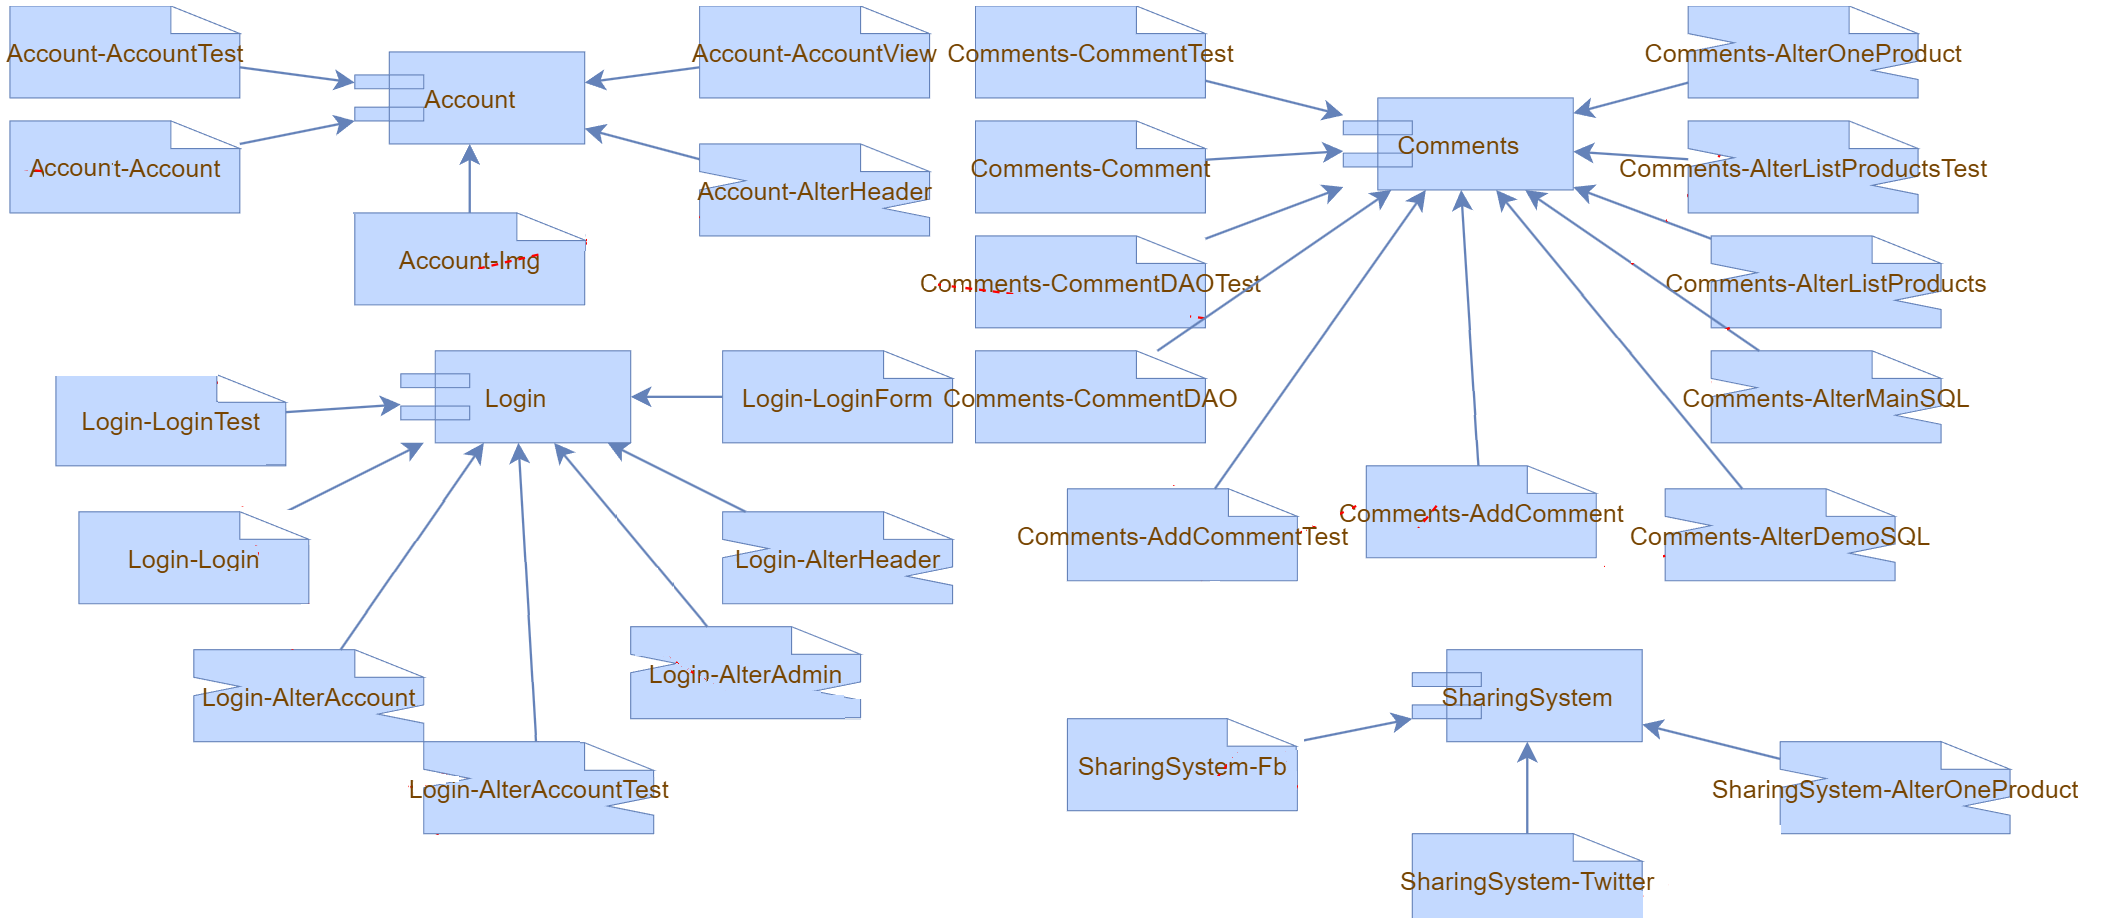 Account-AccountTest
Account-AccountView
Account
Account-Account
Account-AlterHeader
Account-Img
Comments-CommentTest
Comments-AlterOneProduct
Comments
Comments-Comment
Comments-AlterListProductsTest
Comments-CommentDAOTest
Comments-AlterListProducts
Comments-CommentDAO
Comments-AlterMainSQL
Comments-AddCommentTest
Comments-AddComment
Comments-AlterDemoSQL
Login
Login-LoginForm
Login-LoginTest
Login-Login
Login-AlterHeader
Login-AlterAccount
Login-AlterAdmin
Login-AlterAccountTest
SharingSystem
SharingSystem-Fb
SharingSystem-AlterOneProduct
SharingSystem-Twitter